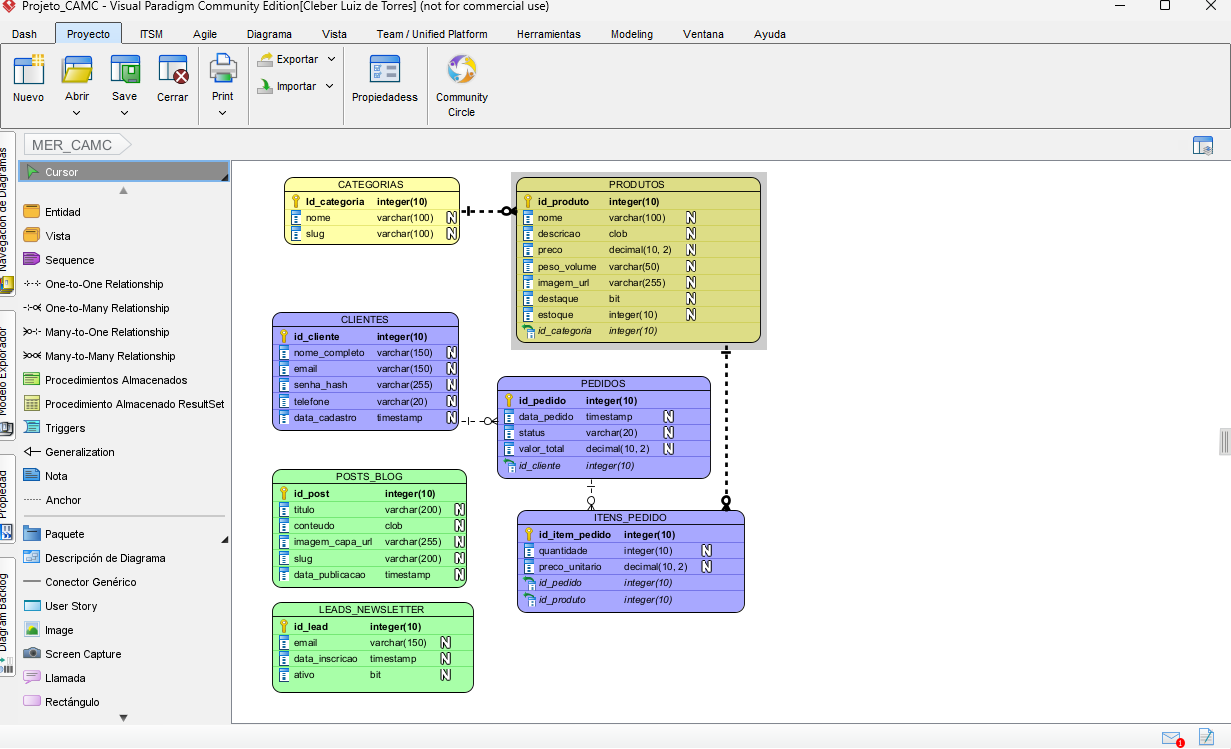 Projeto_CAMC - Visual Paradigm Community Edition[Cleber Luiz de Torres] (not for commercial use)
Dash Proyecto ITSM Agile Diagrama Vista Team / Unified Platform Herramientas Modeling Ventana Ayuda
Nuevo Abrir Save Cerrar Print Exportar Importar Propiedadess Community Circle
MER_CAMC
Navegación de Diagramas
Modelo Explorador
Propiedad
Diagram Backlog
Cursor
Entidad
Vista
Sequence
One-to-One Relationship
One-to-Many Relationship
Many-to-One Relationship
Many-to-Many Relationship
Procedimientos Almacenados
Procedimiento Almacenado ResultSet
Triggers
Generalization
Nota
Anchor
Paquete
Descripción de Diagrama
Conector Genérico
User Story
Image
Screen Capture
Llamada
Rectángulo
CATEGORIAS
Id_categoria integer(10)
nome varchar(100) N
slug varchar(100) N
PRODUTOS
id_produto integer(10)
nome varchar(100) N
descricao clob N
preco decimal(10, 2) N
peso_volume varchar(50) N
imagem_url varchar(255) N
destaque bit N
estoque integer(10) N
id_categoria integer(10)
CLIENTES
id_cliente integer(10)
nome_completo varchar(150) N
email varchar(150) N
senha_hash varchar(255) N
telefone varchar(20) N
data_cadastro timestamp N
PEDIDOS
id_pedido integer(10)
data_pedido timestamp N
status varchar(20) N
valor_total decimal(10, 2) N
id_cliente integer(10)
POSTS_BLOG
id_post integer(10)
titulo varchar(200) N
conteudo clob N
imagem_capa_url varchar(255) N
slug varchar(200) N
data_publicacao timestamp N
ITENS_PEDIDO
id_item_pedido integer(10)
quantidade integer(10) N
preco_unitario decimal(10, 2) N
id_pedido integer(10)
id_produto integer(10)
LEADS_NEWSLETTER
id_lead integer(10)
email varchar(150) N
data_inscricao timestamp N
ativo bit N
1